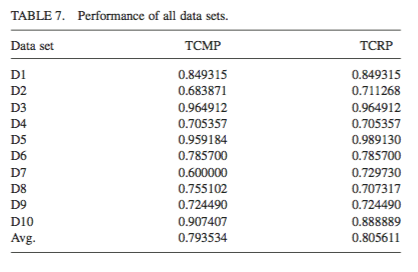 TABLE 7. Performance of all data sets.
Data set TCMP TCRP
D1 0.849315 0.849315
D2 0.683871 0.711268
D3 0.964912 0.964912
D4 0.705357 0.705357
D5 0.959184 0.989130
D6 0.785700 0.785700
D7 0.600000 0.729730
D8 0.755102 0.707317
D9 0.724490 0.724490
D10 0.907407 0.888889
Avg. 0.793534 0.805611